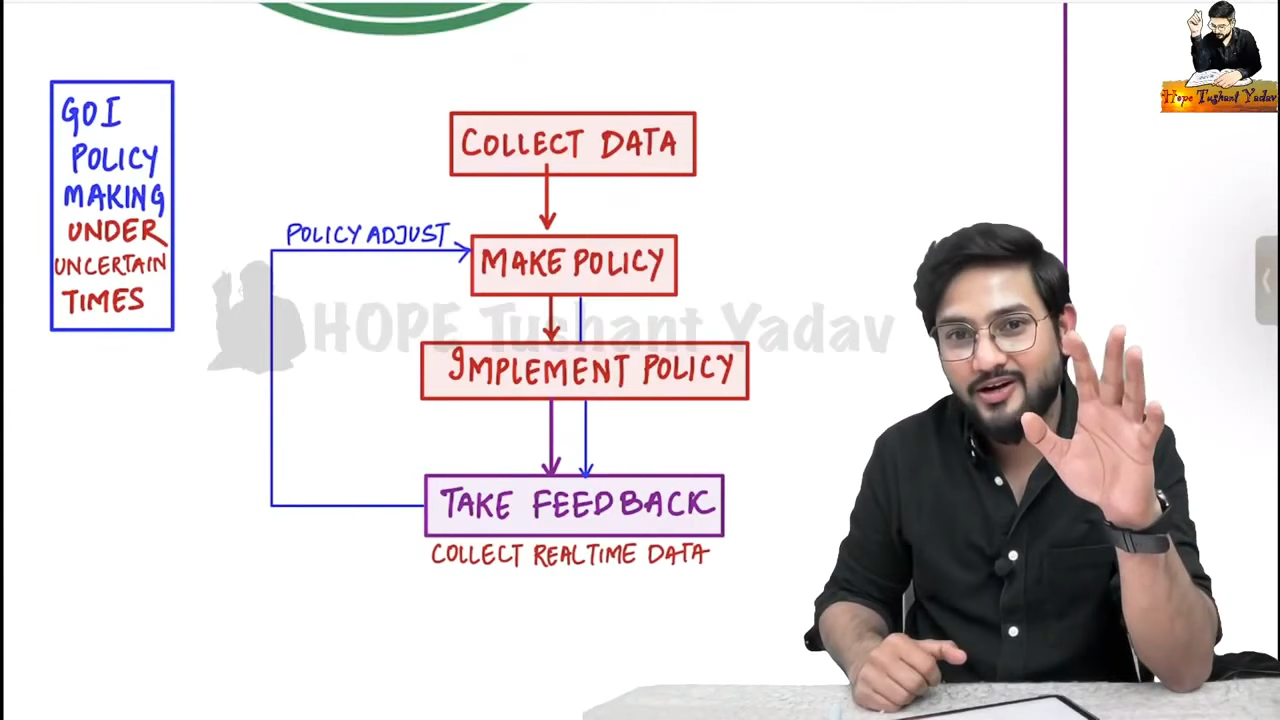 Hope Tushant Yadav
GOI
POLICY
MAKING
UNDER
UNCERTAIN
TIMES
COLLECT DATA
POLICY ADJUST
MAKE POLICY
HOPE Tushant Yadav
IMPLEMENT POLICY
TAKE FEEDBACK
COLLECT REALTIME DATA